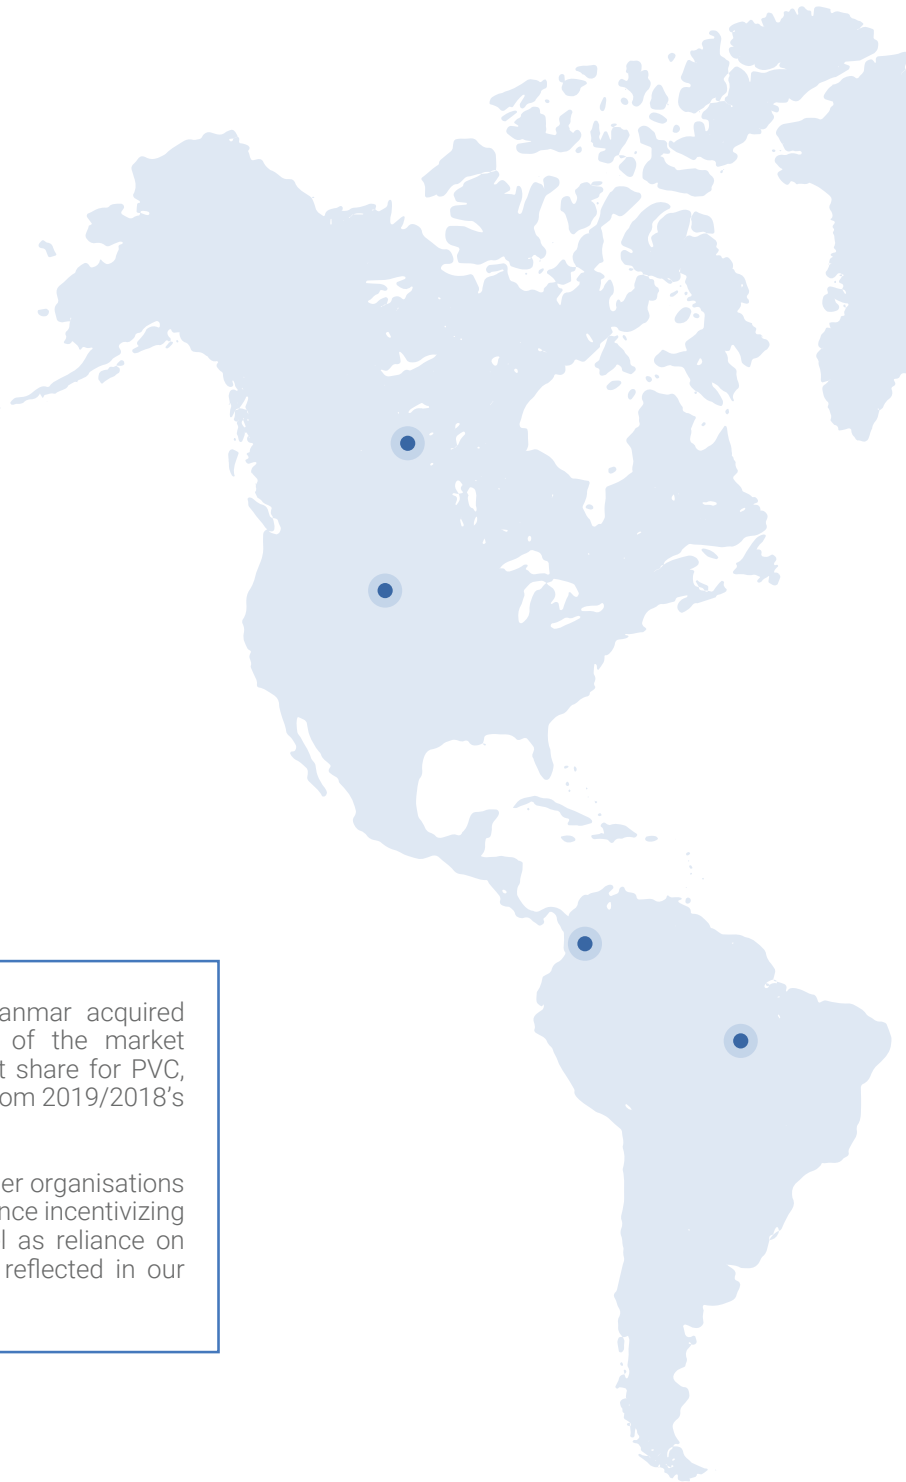 anmar acquired
of the market
t share for PVC,
om 2019/2018's
er organisations
nce incentivizing
l as reliance on
reflected in our